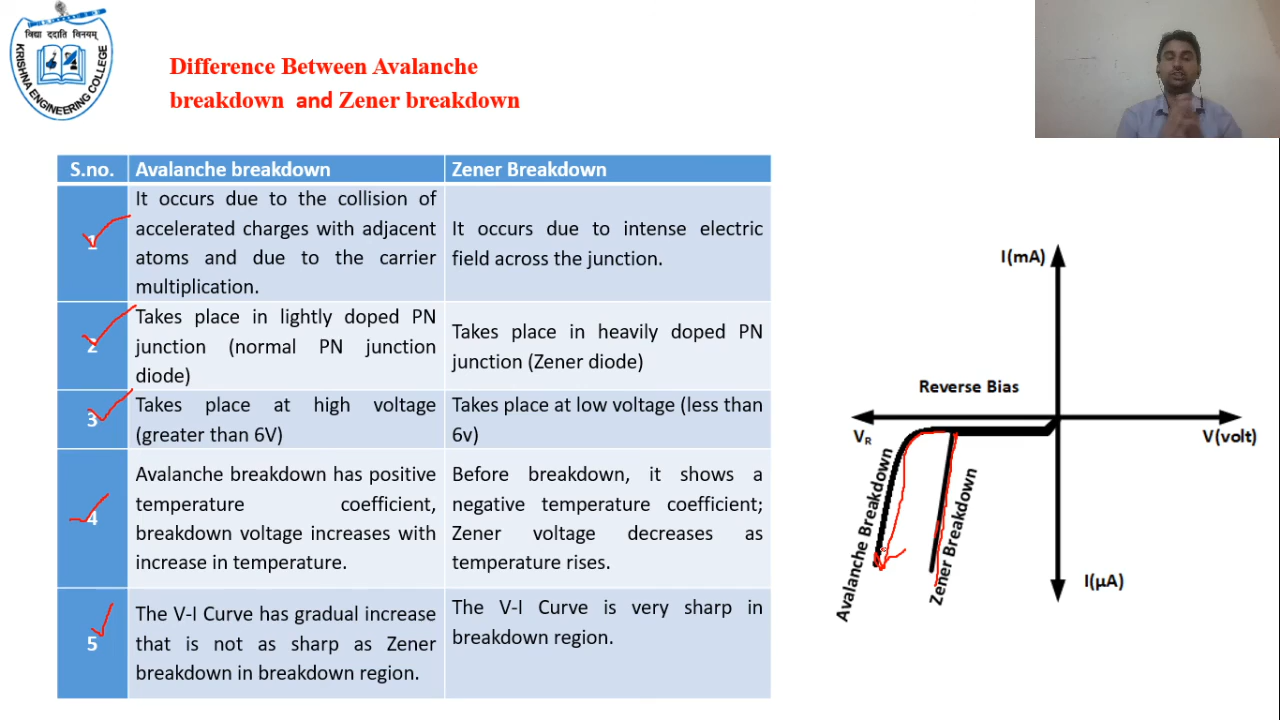 विद्या ददाति विनयम्
KRISHNA ENGINEERING COLLEGE
Difference Between Avalanche
breakdown and Zener breakdown
S.no. Avalanche breakdown Zener Breakdown
1
It occurs due to the collision of
accelerated charges with adjacent
atoms and due to the carrier
multiplication.
It occurs due to intense electric
field across the junction.
2
Takes place in lightly doped PN
junction (normal PN junction
diode)
Takes place in heavily doped PN
junction (Zener diode)
3
Takes place at high voltage
(greater than 6V)
Takes place at low voltage (less than
6v)
4
Avalanche breakdown has positive
temperature coefficient,
breakdown voltage increases with
increase in temperature.
Before breakdown, it shows a
negative temperature coefficient;
Zener voltage decreases as
temperature rises.
5
The V-I Curve has gradual increase
that is not as sharp as Zener
breakdown in breakdown region.
The V-I Curve is very sharp in
breakdown region.
I(mA)
Reverse Bias
VR
V(volt)
Avalanche Breakdown
Zener Breakdown
I(μA)